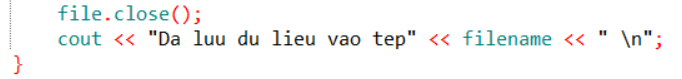 file.close();
cout << "Da luu du lieu vao tep" << filename << " \n";
}